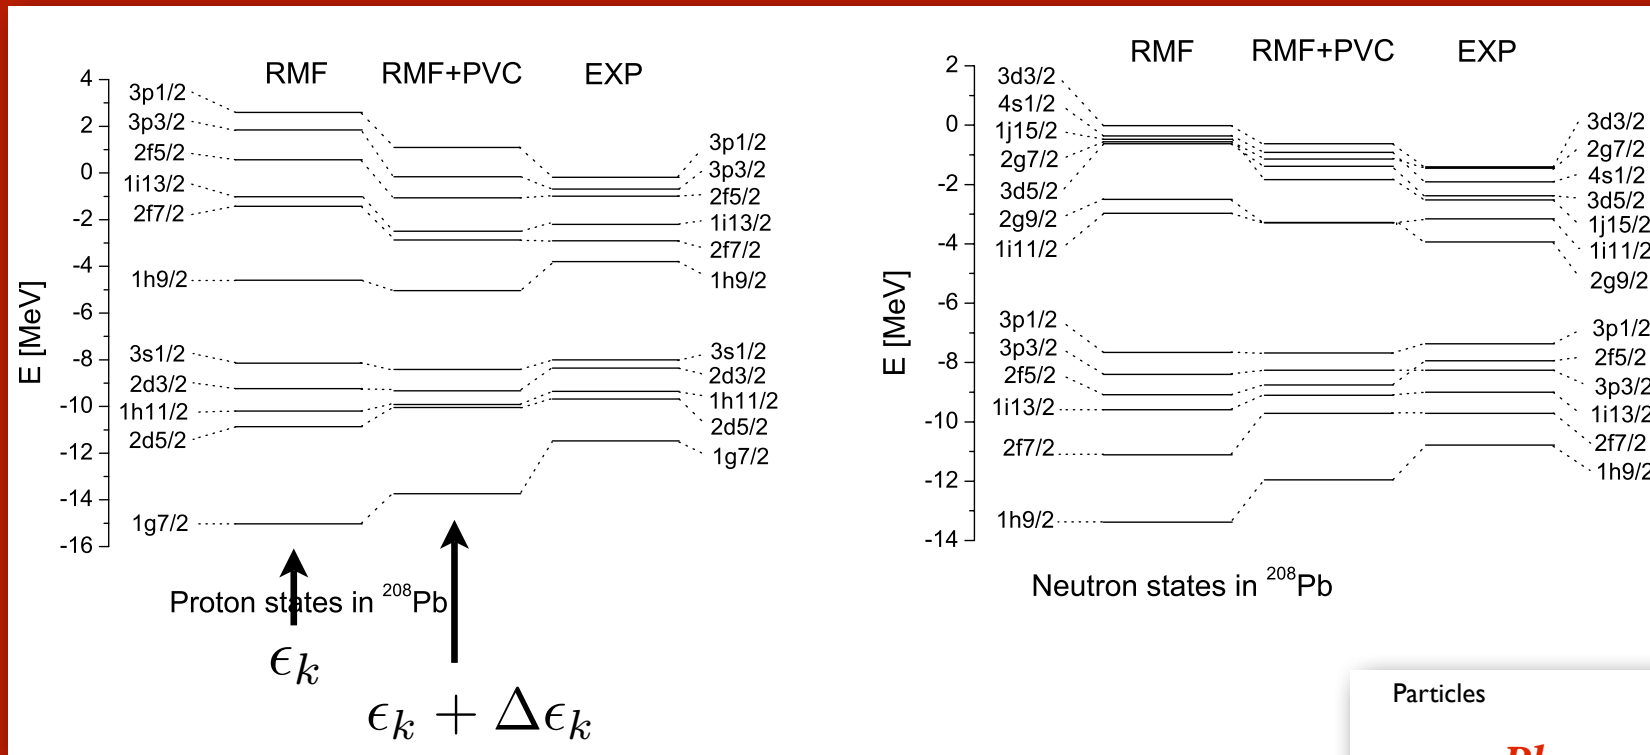 RMF RMF+PVC EXP
4
2
0
-2
-4
-6
-8
-10
-12
-14
-16
E [MeV]
3p1/2
3p3/2
2f5/2
1i13/2
2f7/2
1h9/2
3s1/2
2d3/2
1h11/2
2d5/2
1g7/2
3p1/2
3p3/2
2f5/2
1i13/2
2f7/2
1h9/2
3s1/2
2d3/2
1h11/2
2d5/2
1g7/2
Proton states in ²⁰⁸Pb
ϵₖ
ϵₖ + Δϵₖ
RMF RMF+PVC EXP
2
0
-2
-4
-6
-8
-10
-12
-14
E [MeV]
3d3/2
4s1/2
1j15/2
2g7/2
3d5/2
2g9/2
1i11/2
3p1/2
3p3/2
2f5/2
1i13/2
2f7/2
1h9/2
3d3/2
2g7/2
4s1/2
3d5/2
1j15/2
1i11/2
2g9/2
3p1/2
2f5/2
3p3/2
1i13/2
2f7/2
1h9/2
Neutron states in ²⁰⁸Pb
Particles